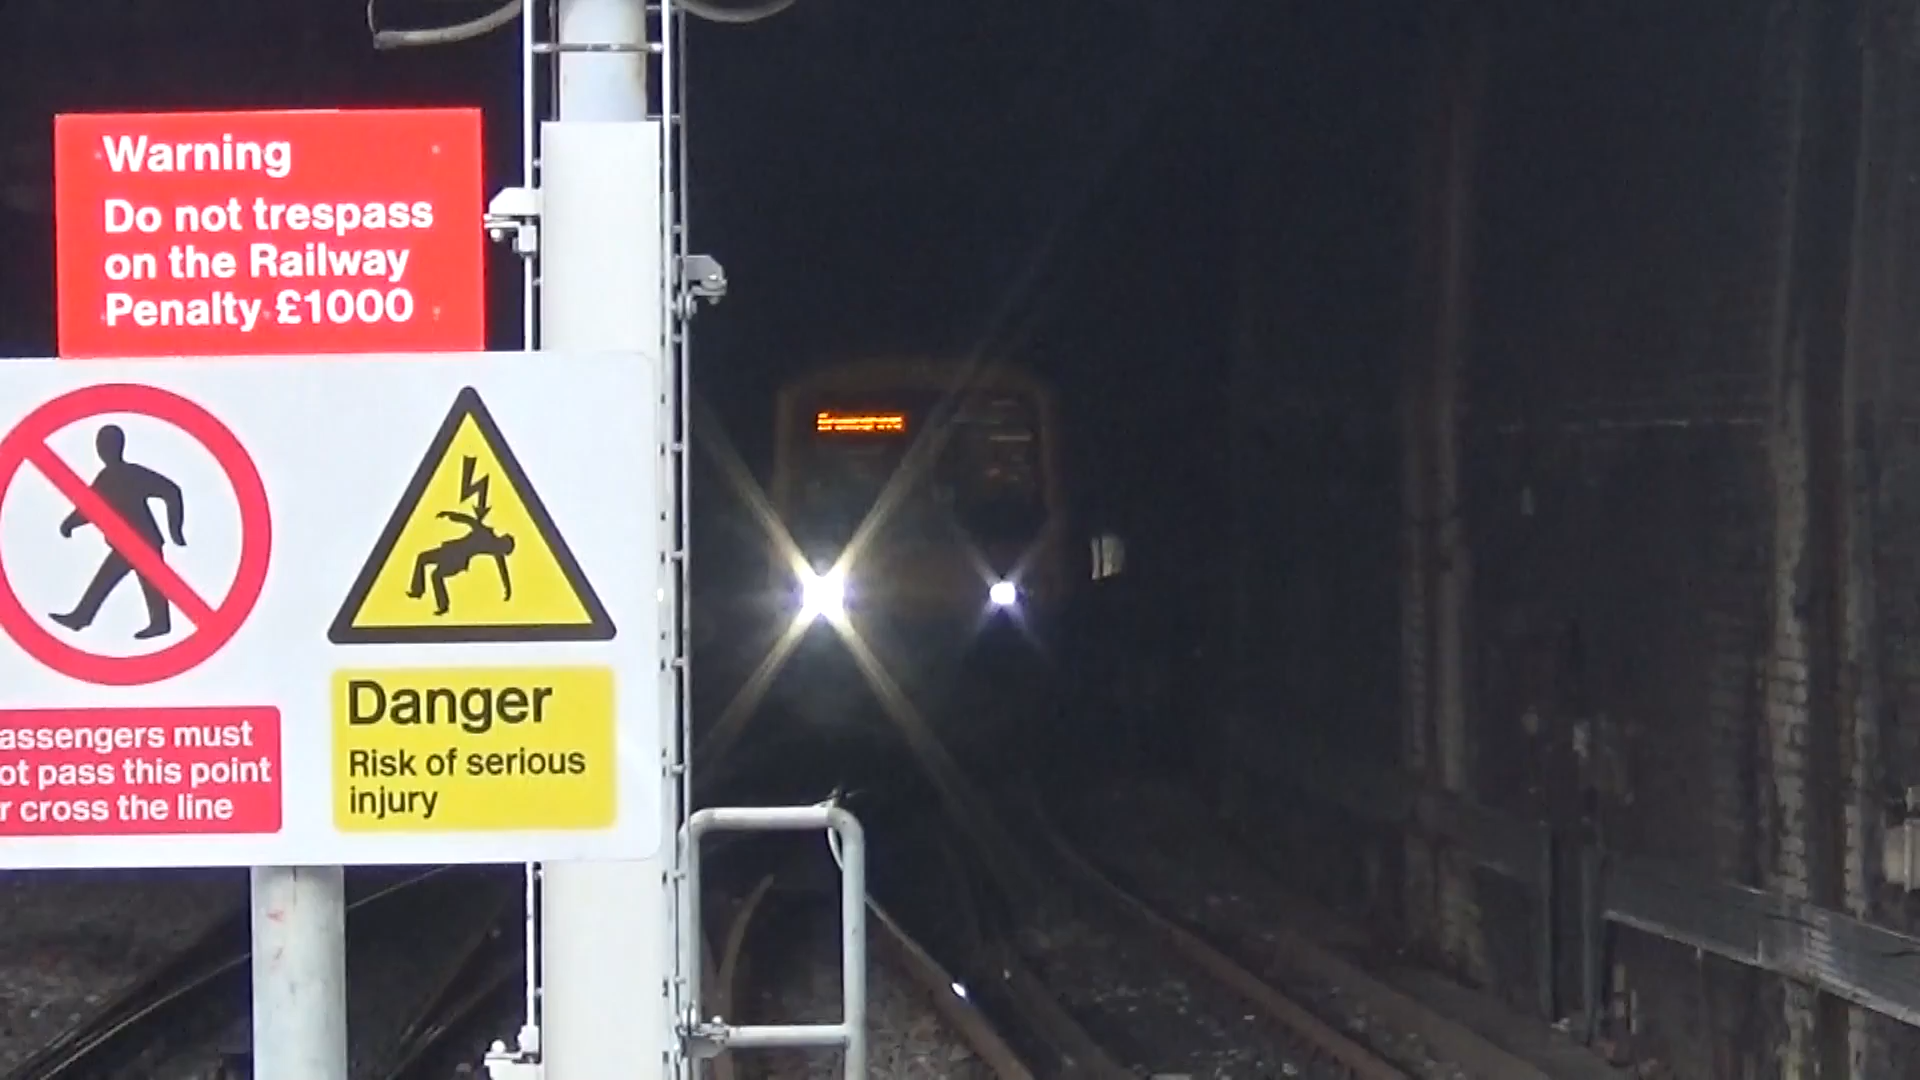 Warning
Do not trespass
on the Railway
Penalty £1000
assengers must
ot pass this point
r cross the line
Danger
Risk of serious
injury